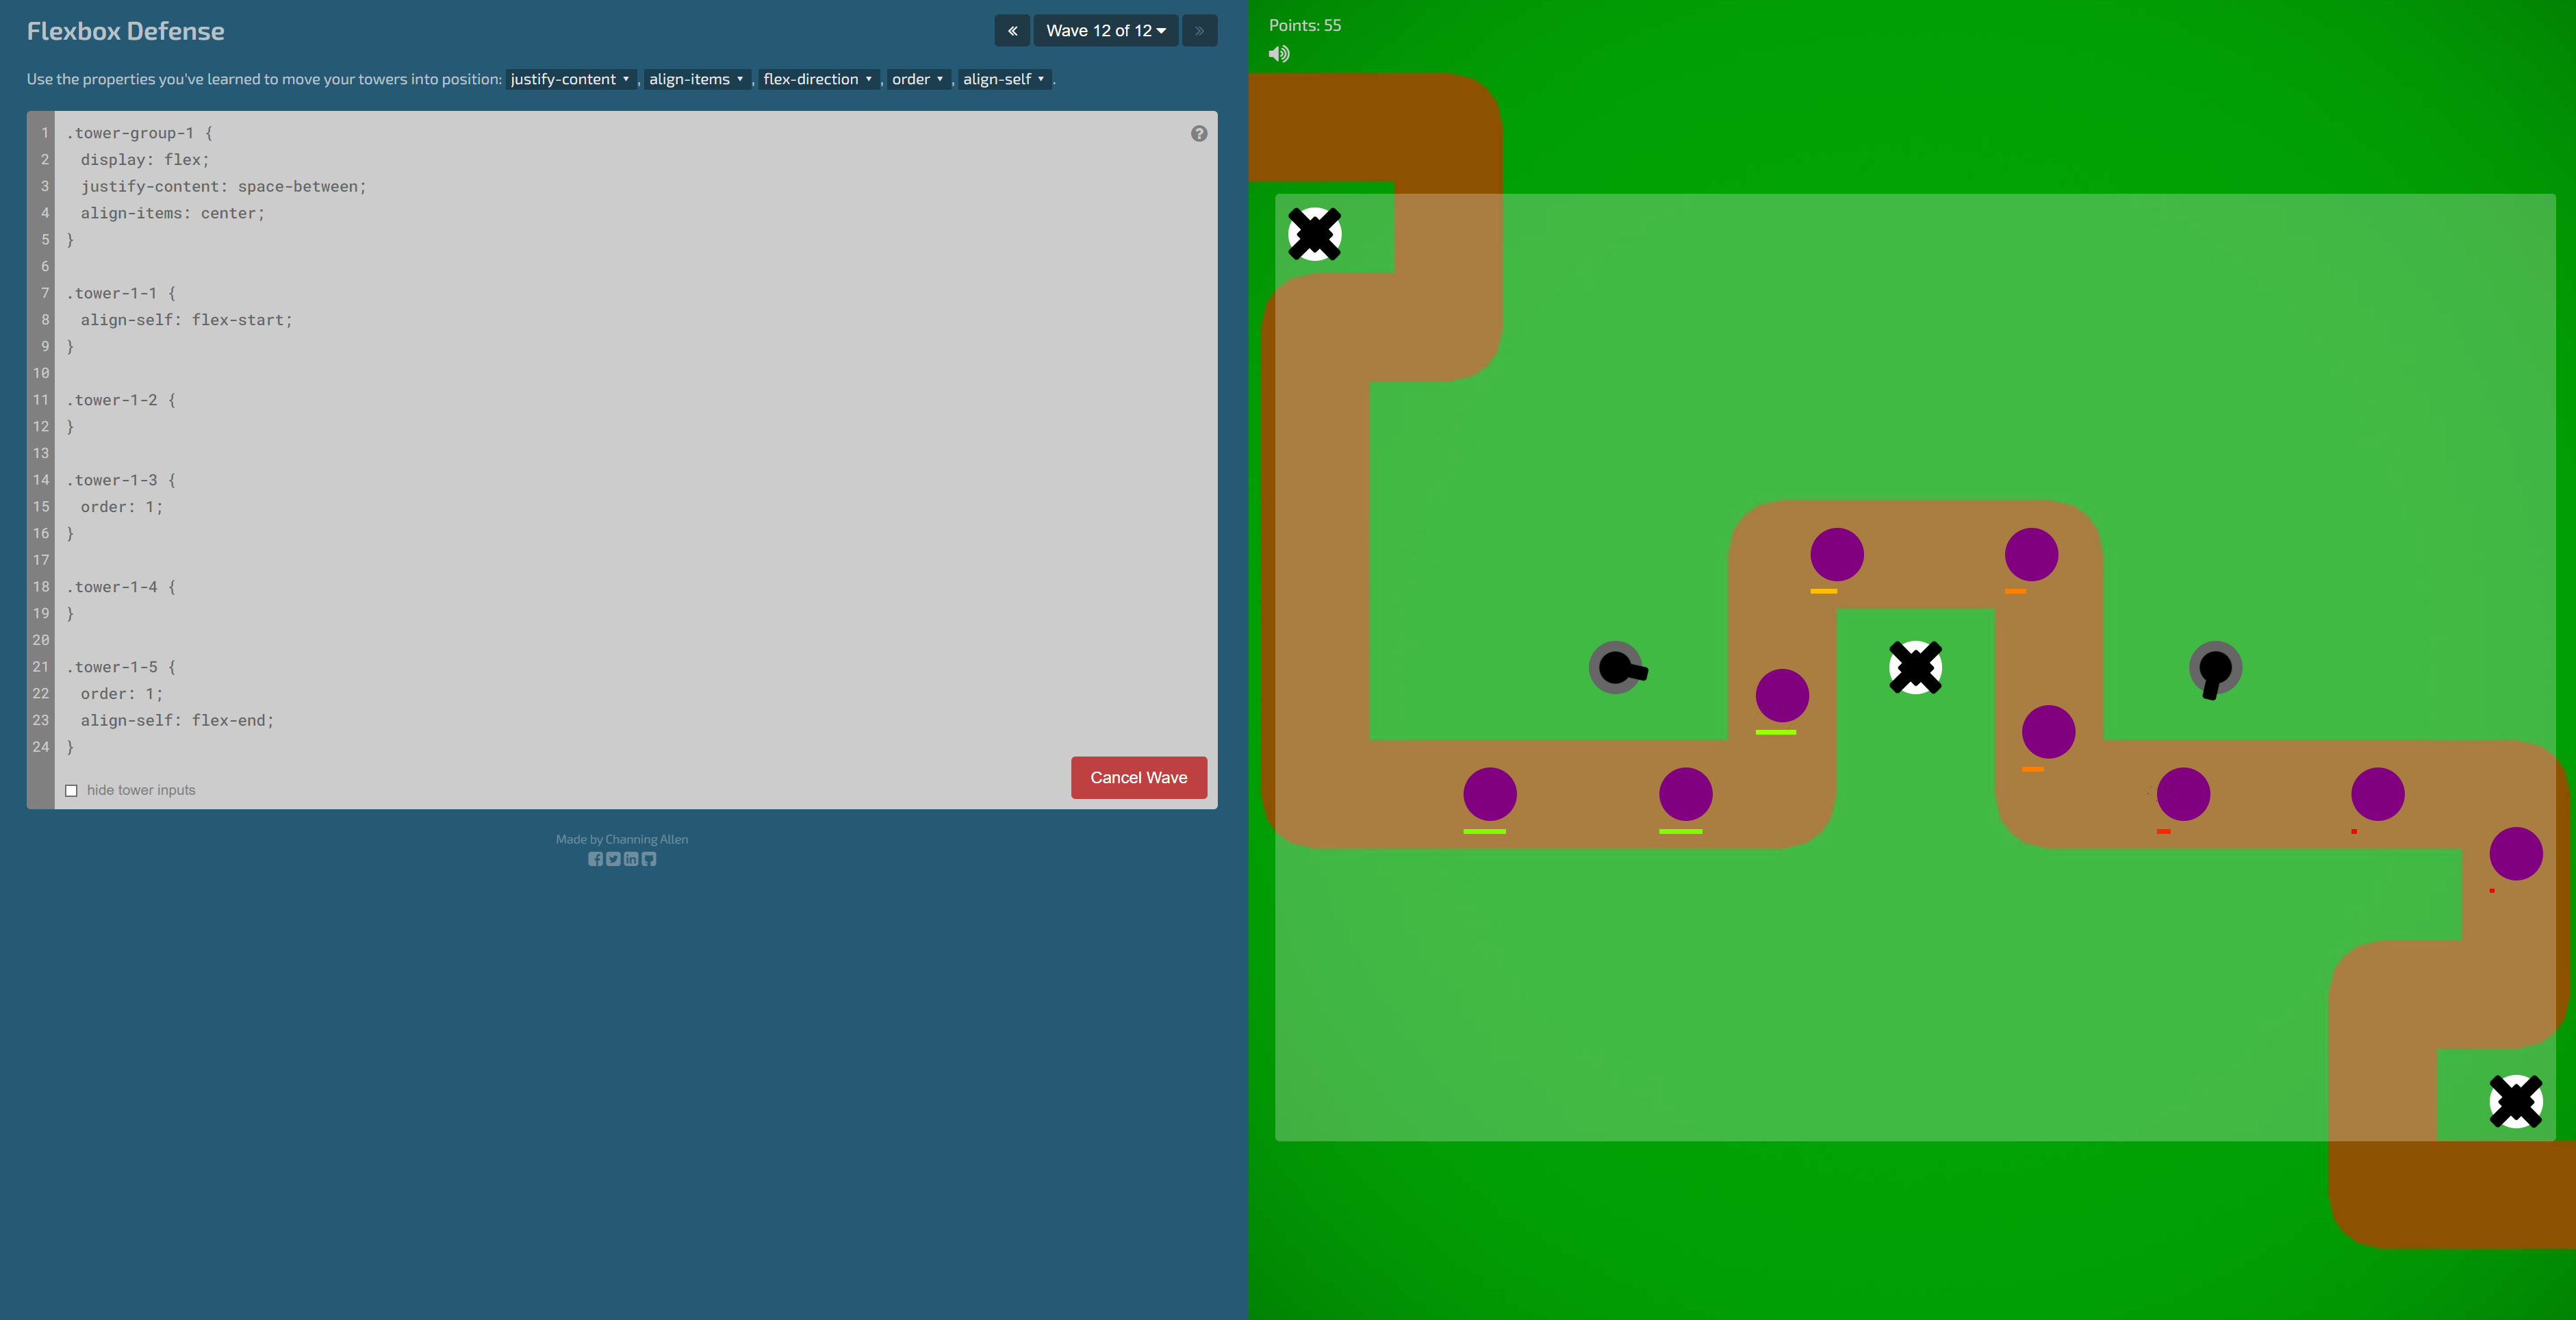 Flexbox Defense
« Wave 12 of 12 »
Use the properties you've learned to move your towers into position: justify-content ▾, align-items ▾, flex-direction ▾, order ▾, align-self ▾.
1 .tower-group-1 {
2 display: flex;
3 justify-content: space-between;
4 align-items: center;
5 }
6
7 .tower-1-1 {
8 align-self: flex-start;
9 }
10
11 .tower-1-2 {
12 }
13
14 .tower-1-3 {
15 order: 1;
16 }
17
18 .tower-1-4 {
19 }
20
21 .tower-1-5 {
22 order: 1;
23 align-self: flex-end;
24 }
?
hide tower inputs
Cancel Wave
Made by Channing Allen
Points: 55